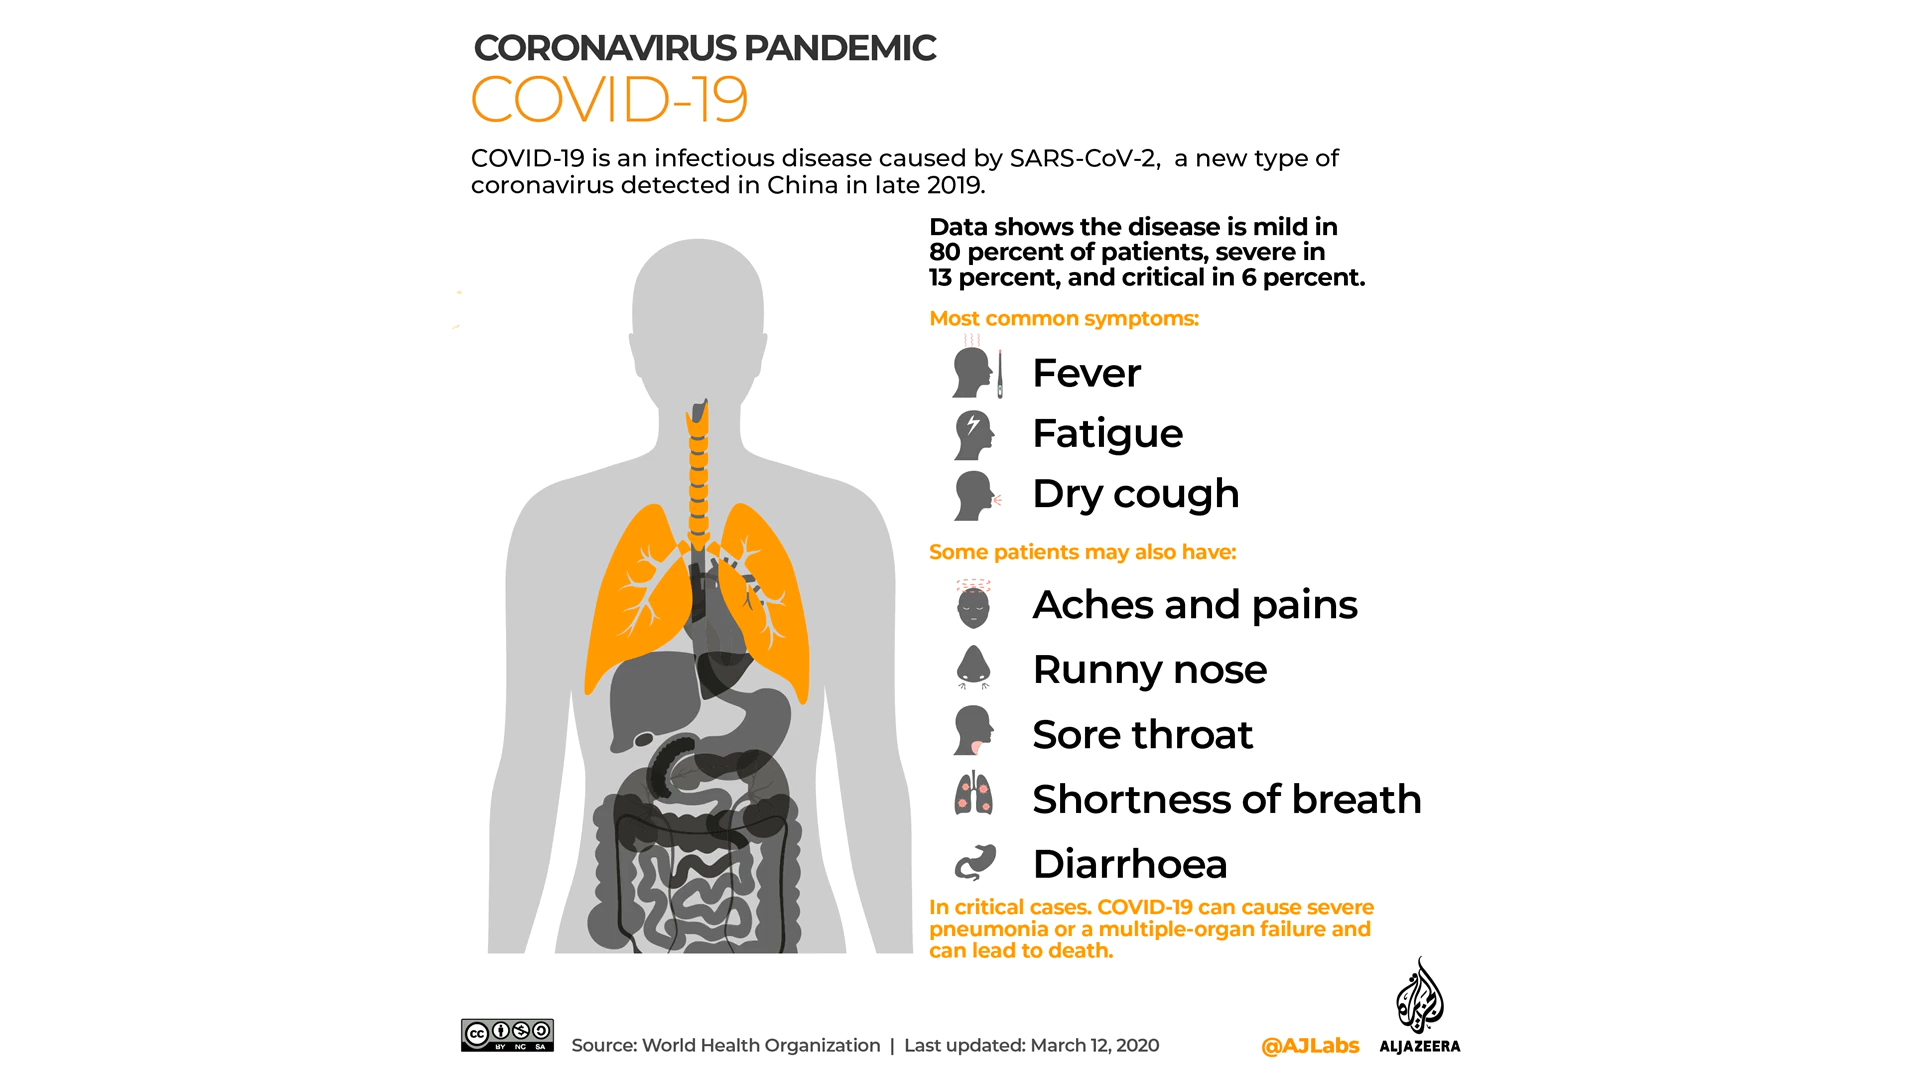 CORONAVIRUS PANDEMIC
COVID-19
COVID-19 is an infectious disease caused by SARS-CoV-2, a new type of
coronavirus detected in China in late 2019.
Data shows the disease is mild in
80 percent of patients, severe in
13 percent, and critical in 6 percent.
Most common symptoms:
Fever
Fatigue
Dry cough
Some patients may also have:
Aches and pains
Runny nose
Sore throat
Shortness of breath
Diarrhoea
In critical cases. COVID-19 can cause severe
pneumonia or a multiple-organ failure and
can lead to death.
cc
BY NC SA
Source: World Health Organization | Last updated: March 12, 2020
@AJLabs
ALJAZEERA